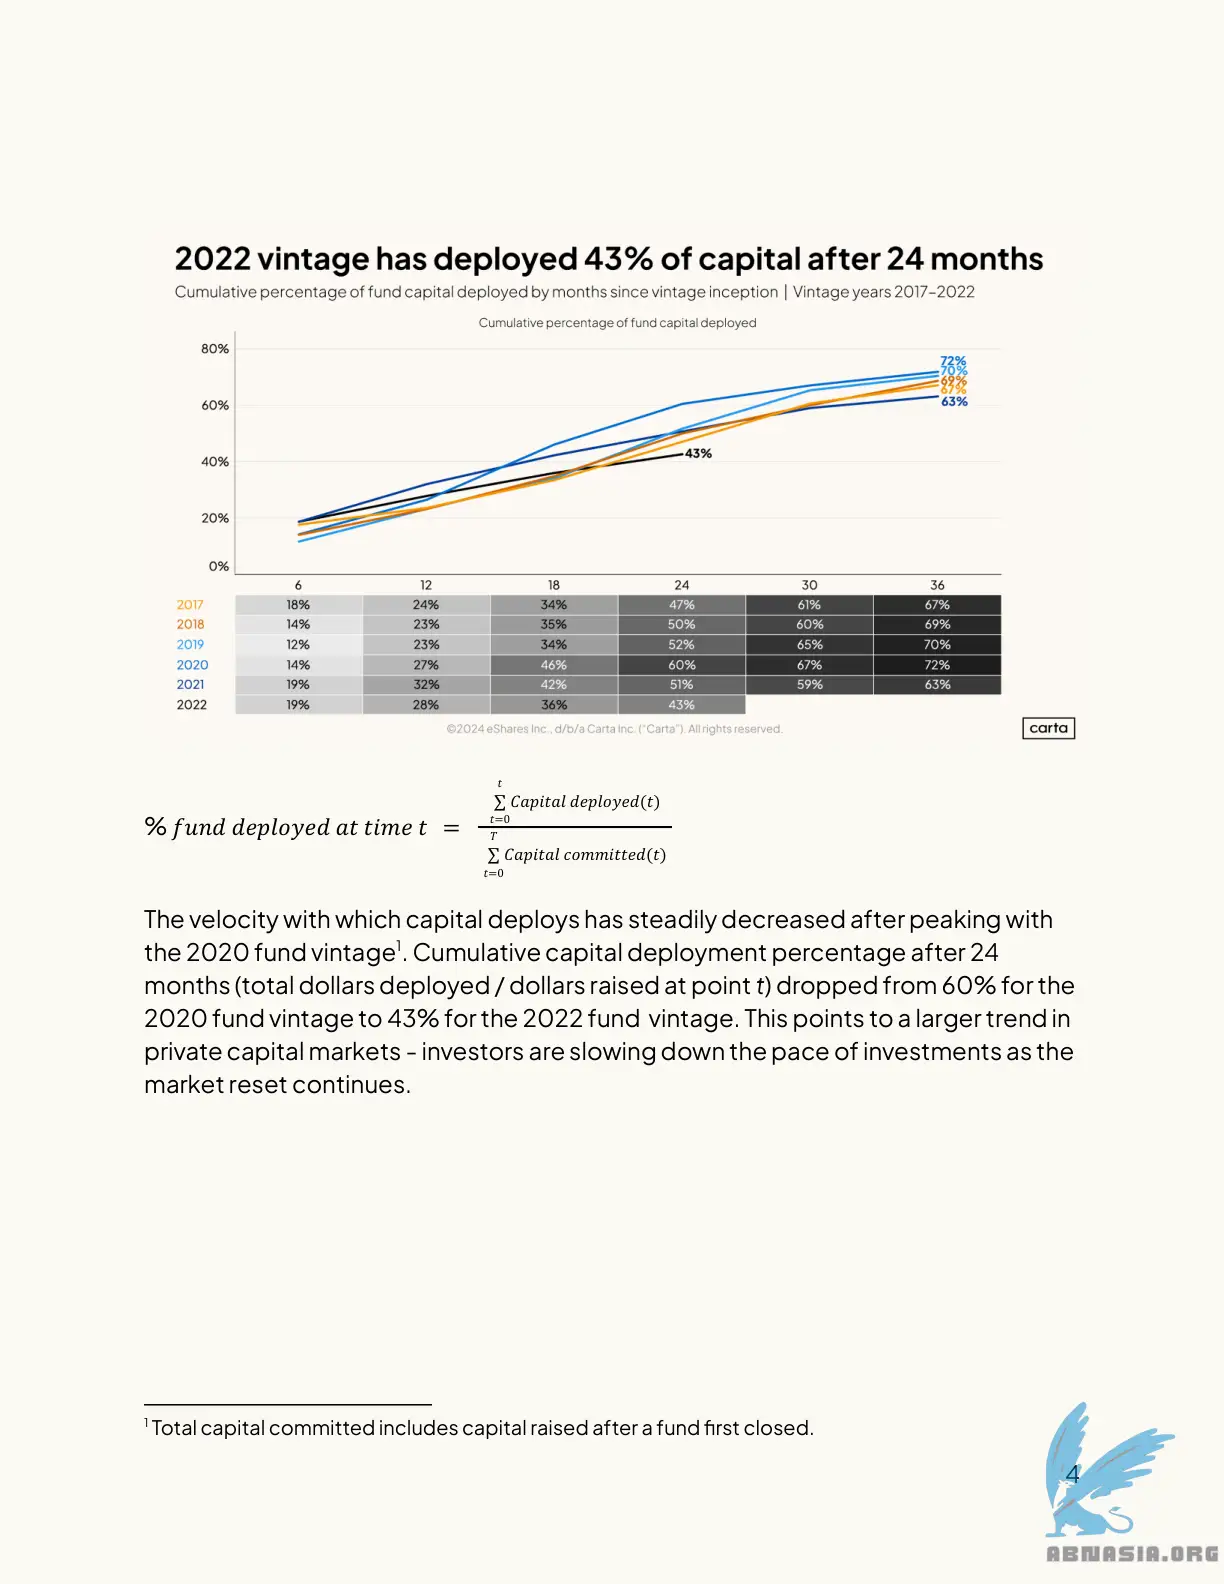 2022 vintage has deployed 43% of capital after 24 months
Cumulative percentage of fund capital deployed by months since vintage inception | Vintage years 2017–2022
Cumulative percentage of fund capital deployed
80%
60%
40%
20%
0%
72%
70%
69%
67%
63%
43%
6 12 18 24 30 36
2017 18% 24% 34% 47% 61% 67%
2018 14% 23% 35% 50% 60% 69%
2019 12% 23% 34% 52% 65% 70%
2020 14% 27% 46% 60% 67% 72%
2021 19% 32% 42% 51% 59% 63%
2022 19% 28% 36% 43%
©2024 eShares Inc., d/b/a Carta Inc. ("Carta"). All rights reserved.
carta
% fund deployed at time t = 
t
∑ Capital deployed(t)
t=0
T
∑ Capital committed(t)
t=0
The velocity with which capital deploys has steadily decreased after peaking with
the 2020 fund vintage¹. Cumulative capital deployment percentage after 24
months (total dollars deployed / dollars raised at point t) dropped from 60% for the
2020 fund vintage to 43% for the 2022 fund vintage. This points to a larger trend in
private capital markets - investors are slowing down the pace of investments as the
market reset continues.
¹ Total capital committed includes capital raised after a fund first closed.
4
ABNASIA.ORG